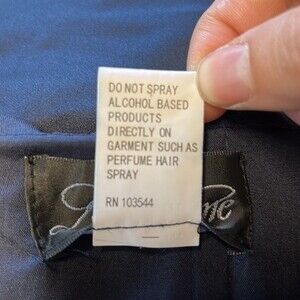 DO NOT SPRAY
ALCOHOL BASED
PRODUCTS
DIRECTLY ON
GARMENT SUCH AS
PERFUME HAIR
SPRAY
RN 103544